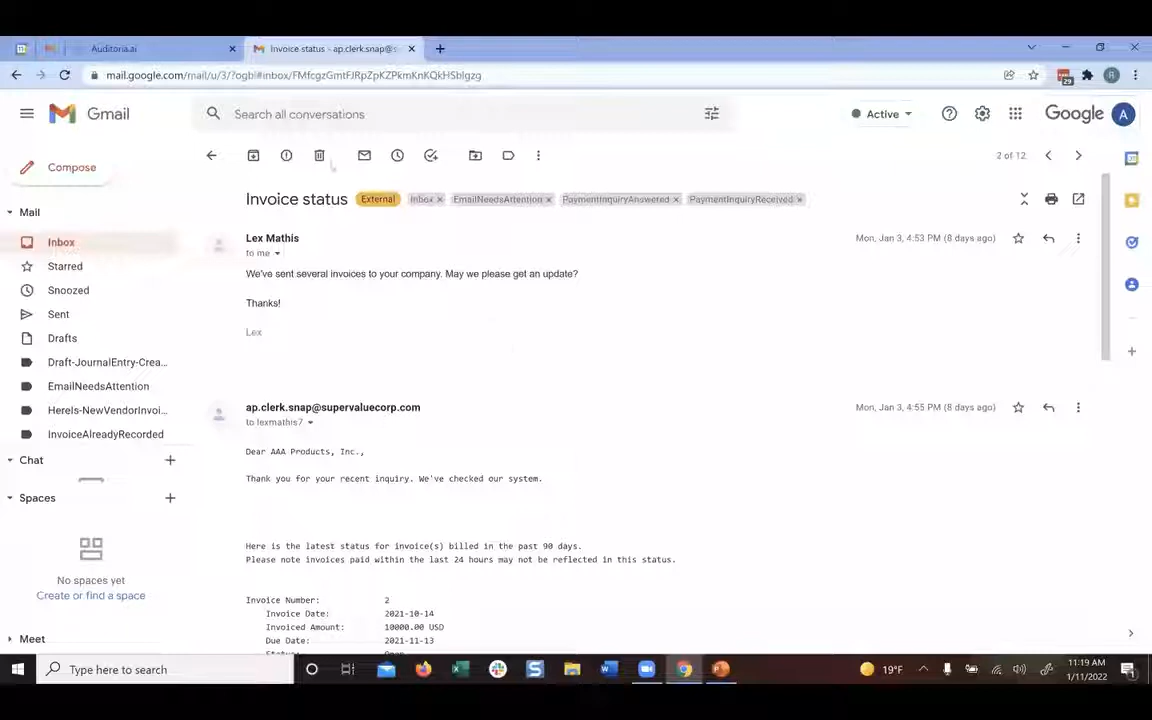 Auditoria.ai
Invoice status - ap.clerk.snap@s
mail.google.com/mail/u/3/?ogbl#inbox/FMfcgzGmtFJRpZpKZPkmKnKQkHSblgzg
29
R
Gmail
Search all conversations
Active
Google
A
Compose
2 of 12
Mail
Inbox
Starred
Snoozed
Sent
Drafts
Draft-JournalEntry-Crea...
EmailNeedsAttention
HereIs-NewVendorInvoi...
InvoiceAlreadyRecorded
Chat
Spaces
No spaces yet
Create or find a space
Meet
Invoice status External Inbox x EmailNeedsAttention x PaymentInquiryAnswered x PaymentInquiryReceived x
Lex Mathis
Mon, Jan 3, 4:53 PM (8 days ago)
to me
We've sent several invoices to your company. May we please get an update?
Thanks!
Lex
ap.clerk.snap@supervaluecorp.com
Mon, Jan 3, 4:55 PM (8 days ago)
to lexmathis7
Dear AAA Products, Inc.,
Thank you for your recent inquiry. We've checked our system.
Here is the latest status for invoice(s) billed in the past 90 days.
Please note invoices paid within the last 24 hours may not be reflected in this status.
Invoice Number: 2
Invoice Date: 2021-10-14
Invoiced Amount: 10000.00 USD
Due Date: 2021-11-13
Status: Open
Type here to search
19°F
11:19 AM
1/11/2022